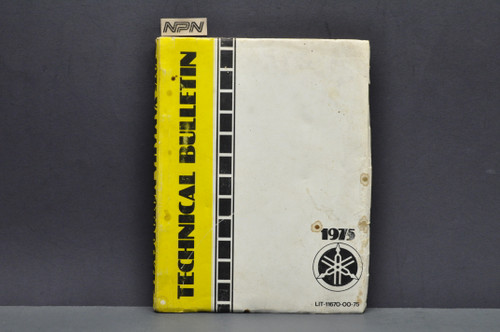 NPN
TECHNICAL BULLETIN
1975
LIT-11670-00-75